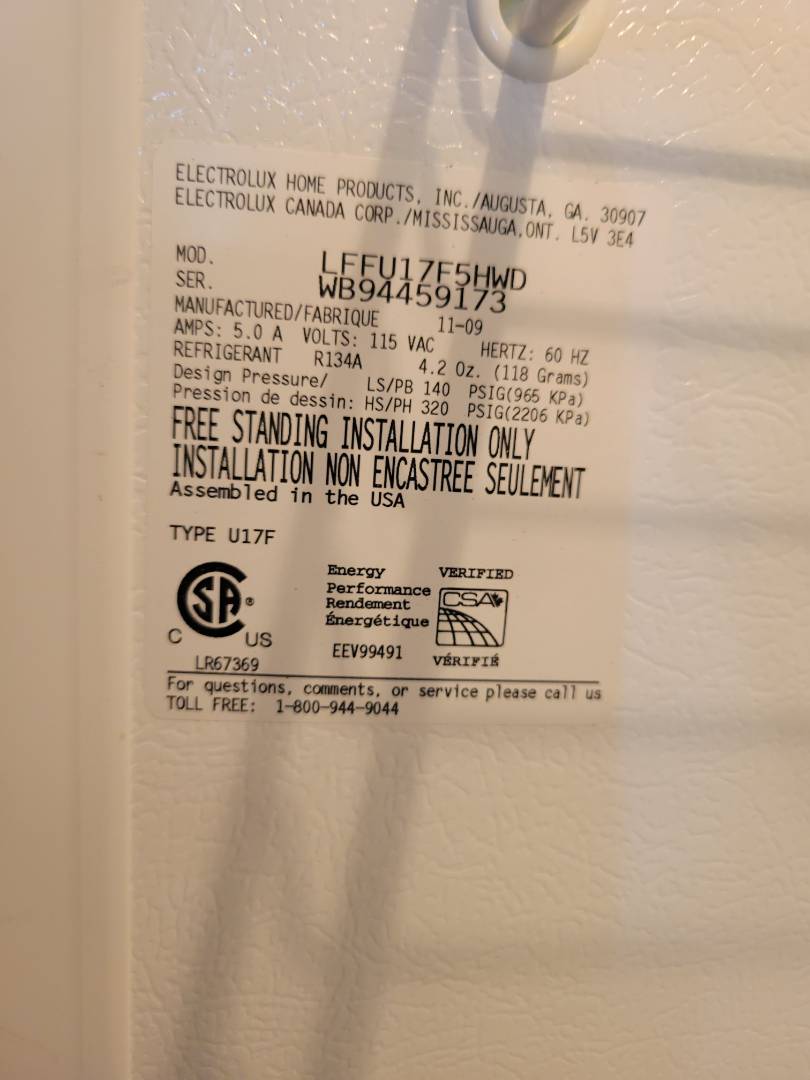 ELECTROLUX HOME PRODUCTS, INC./AUGUSTA, GA. 30907
ELECTROLUX CANADA CORP./MISSISSAUGA,ONT. L5V 3E4
MOD. LFFU17F5HWD
SER. WB94459173
MANUFACTURED/FABRIQUE 11-09
AMPS: 5.0 A VOLTS: 115 VAC HERTZ: 60 HZ
REFRIGERANT R134A 4.2 Oz. (118 Grams)
Design Pressure/ LS/PB 140 PSIG(965 KPa)
Pression de dessin: HS/PH 320 PSIG(2206 KPa)
FREE STANDING INSTALLATION ONLY
INSTALLATION NON ENCASTREE SEULEMENT
Assembled in the USA
TYPE U17F
CSA®
C US
LR67369
Energy
Performance
Rendement
Énergétique
EEV99491
VERIFIED
CSA
VÉRIFIÉ
For questions, comments, or service please call us
TOLL FREE: 1-800-944-9044